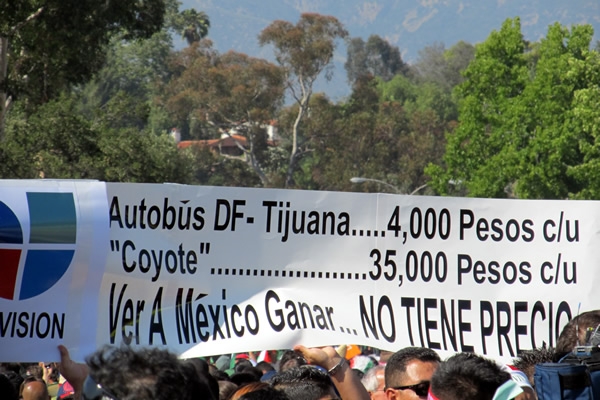 Autobús DF- Tijuana.....4,000 Pesos c/u
"Coyote"......................35,000 Pesos c/u
Ver A México Ganar... NO TIENE PRECIO
VISION